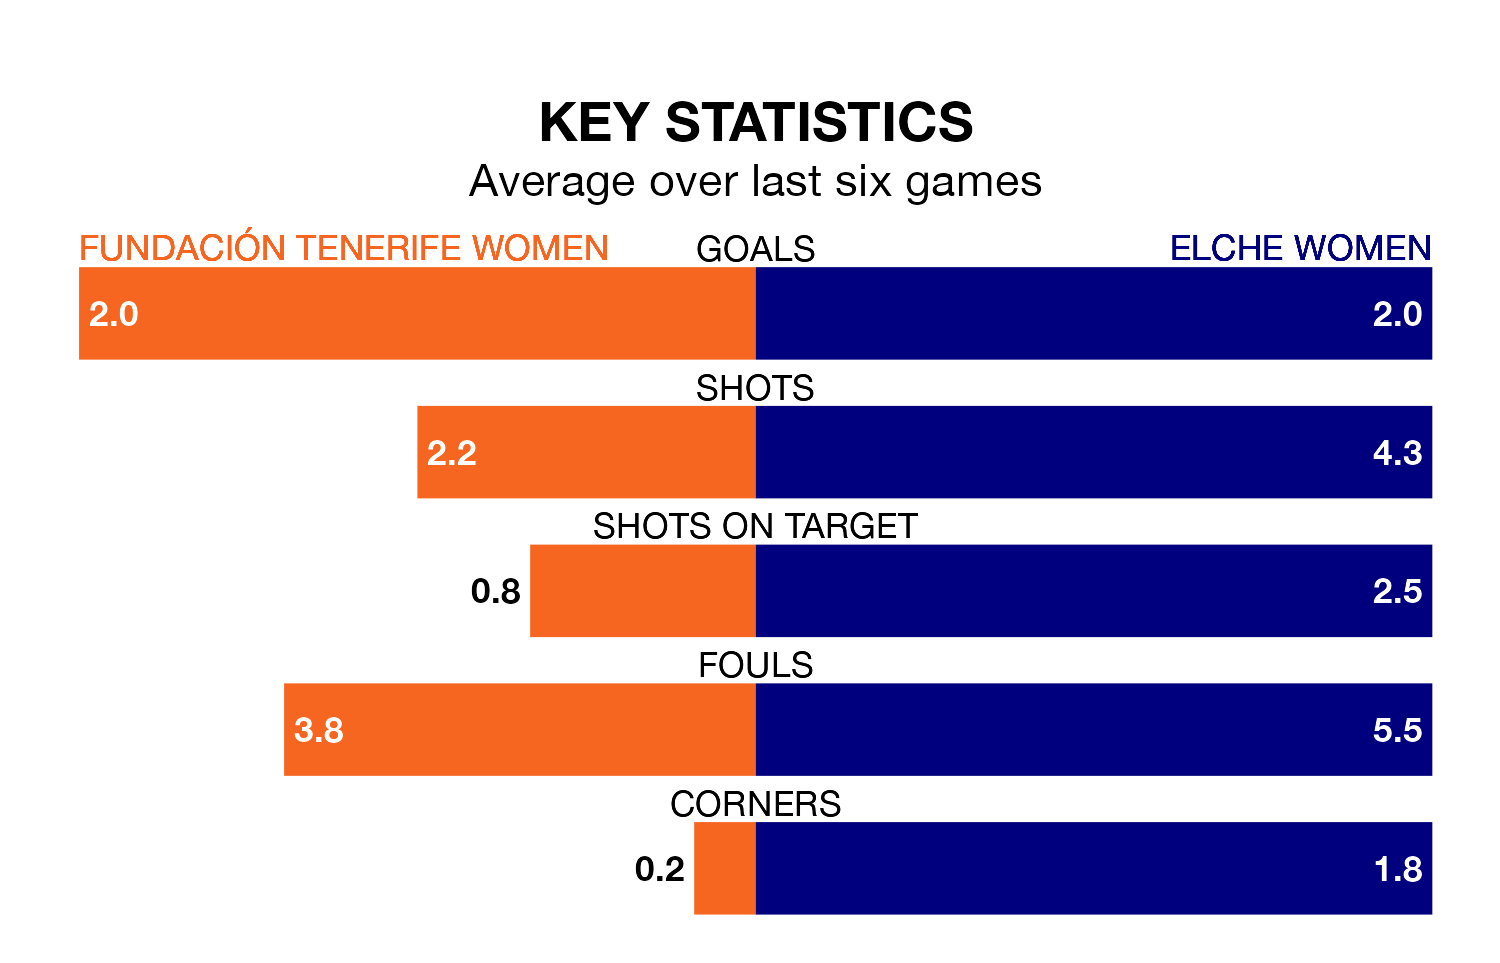 KEY STATISTICS
Average over last six games
FUNDACIÓN TENERIFE WOMEN GOALS ELCHE WOMEN
2.0 2.0
SHOTS
2.2 4.3
SHOTS ON TARGET
0.8 2.5
FOULS
3.8 5.5
CORNERS
0.2 1.8